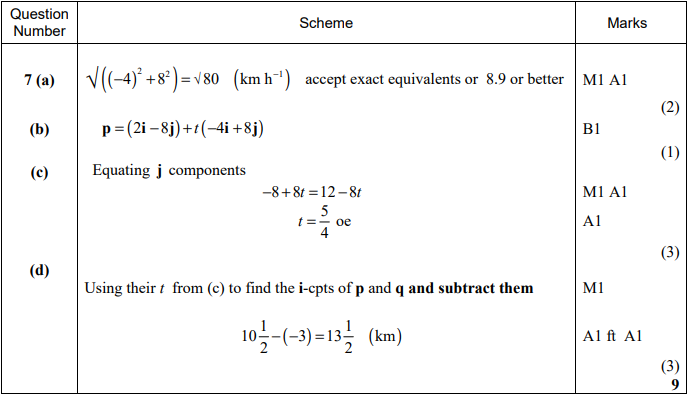 Question Number Scheme Marks
7 (a) √((−4)² + 8²) = √80 (km h⁻¹) accept exact equivalents or 8.9 or better M1 A1
(2)
(b) p = (2i − 8j) + t(−4i + 8j) B1
(1)
(c) Equating j components
−8 + 8t = 12 − 8t M1 A1
t = 5/4 oe A1
(3)
(d)
Using their t from (c) to find the i-cpts of p and q and subtract them M1
10 1/2 − (−3) = 13 1/2 (km) A1 ft A1
(3)
9